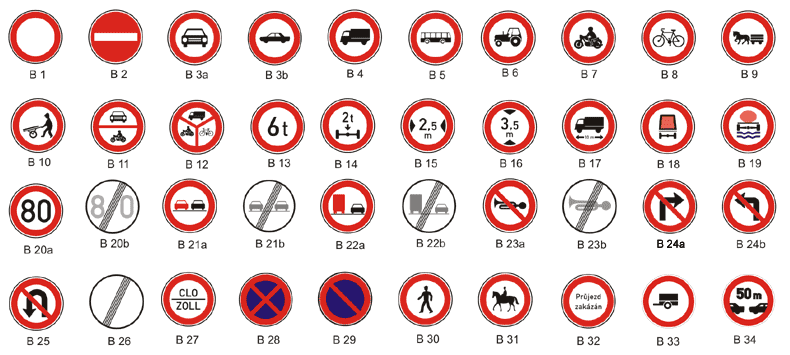 B 1 B 2 B 3a B 3b B 4 B 5 B 6 B 7 B 8 B 9
6t 2t 2,5 m 3,5 m
B 10 B 11 B 12 B 13 B 14 B 15 B 16 B 17 B 18 B 19
80 80
B 20a B 20b B 21a B 21b B 22a B 22b B 23a B 23b B 24a B 24b
CLO
ZOLL
Průjezd
zakázán
50m
B 25 B 26 B 27 B 28 B 29 B 30 B 31 B 32 B 33 B 34